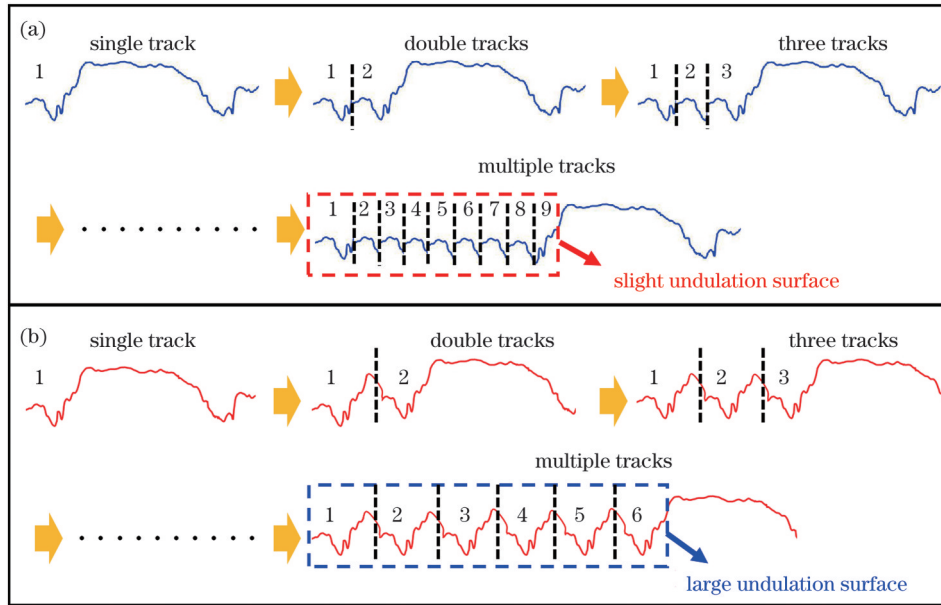 (a)
single track
double tracks
three tracks
1
1 2
1 2 3
multiple tracks
1 2 3 4 5 6 7 8 9
slight undulation surface
(b)
single track
double tracks
three tracks
1
1 2
1 2 3
multiple tracks
1 2 3 4 5 6
large undulation surface